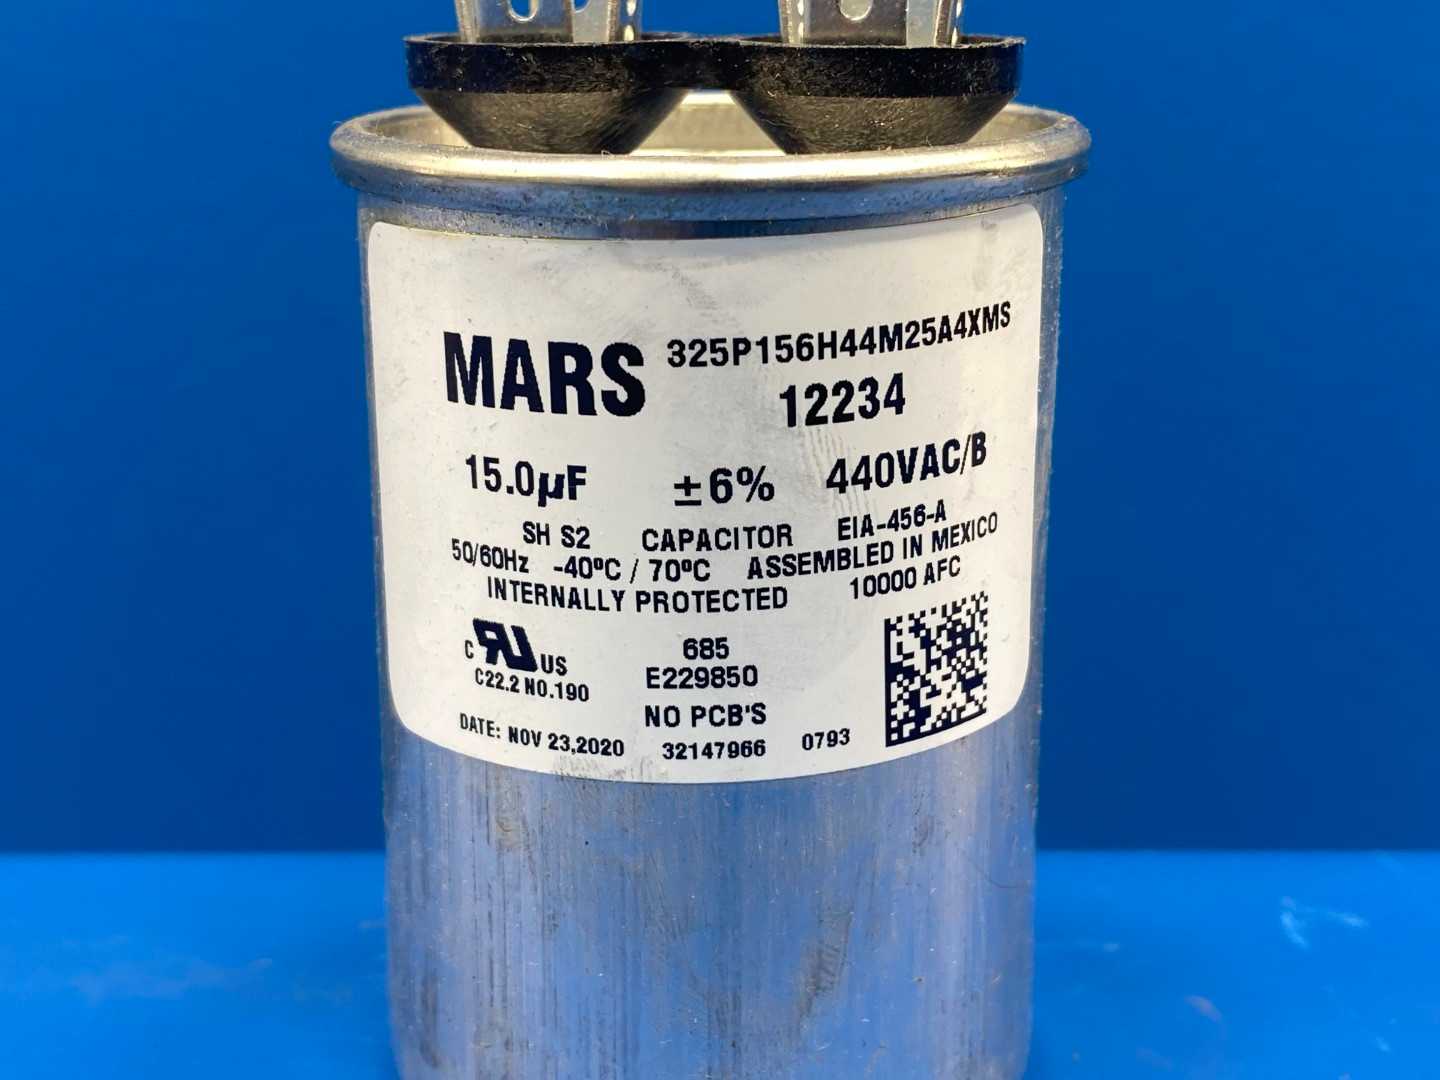 MARS 325P156H44M25A4XMS
12234
15.0µF ±6% 440VAC/B
SH S2 CAPACITOR EIA-456-A
50/60Hz -40ºC / 70ºC ASSEMBLED IN MEXICO
INTERNALLY PROTECTED 10000 AFC
C RU US 685
C22.2 NO.190 E229850
NO PCB'S
DATE: NOV 23,2020 32147966 0793